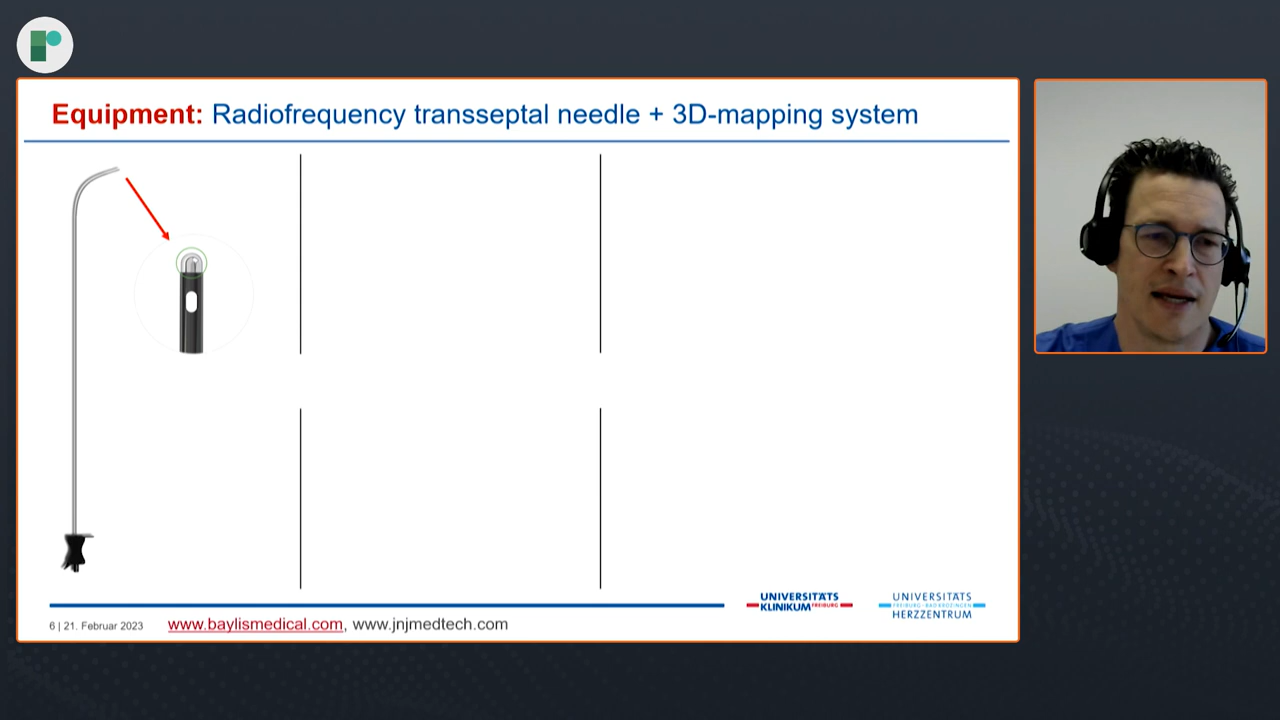 Equipment: Radiofrequency transseptal needle + 3D-mapping system
6 | 21. Februar 2023
www.baylismedical.com, www.jnjmedtech.com
UNIVERSITÄTS
KLINIKUM FREIBURG
UNIVERSITÄTS
FREIBURG · BAD KROZINGEN
HERZZENTRUM